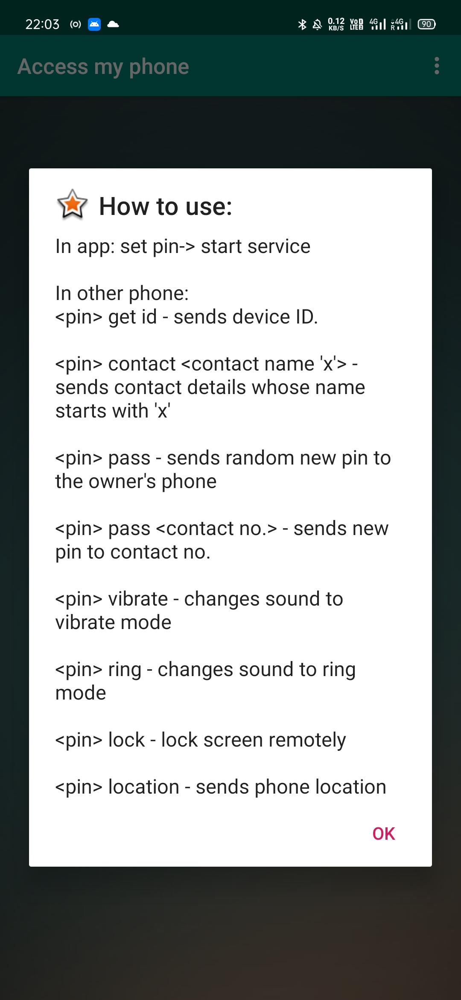 22:03
0.12 KB/S
VoD LTE2
4G
4G R
90
Access my phone
How to use:
In app: set pin-> start service
In other phone:
<pin> get id - sends device ID.
<pin> contact <contact name 'x'> -
sends contact details whose name
starts with 'x'
<pin> pass - sends random new pin to
the owner's phone
<pin> pass <contact no.> - sends new
pin to contact no.
<pin> vibrate - changes sound to
vibrate mode
<pin> ring - changes sound to ring
mode
<pin> lock - lock screen remotely
<pin> location - sends phone location
OK